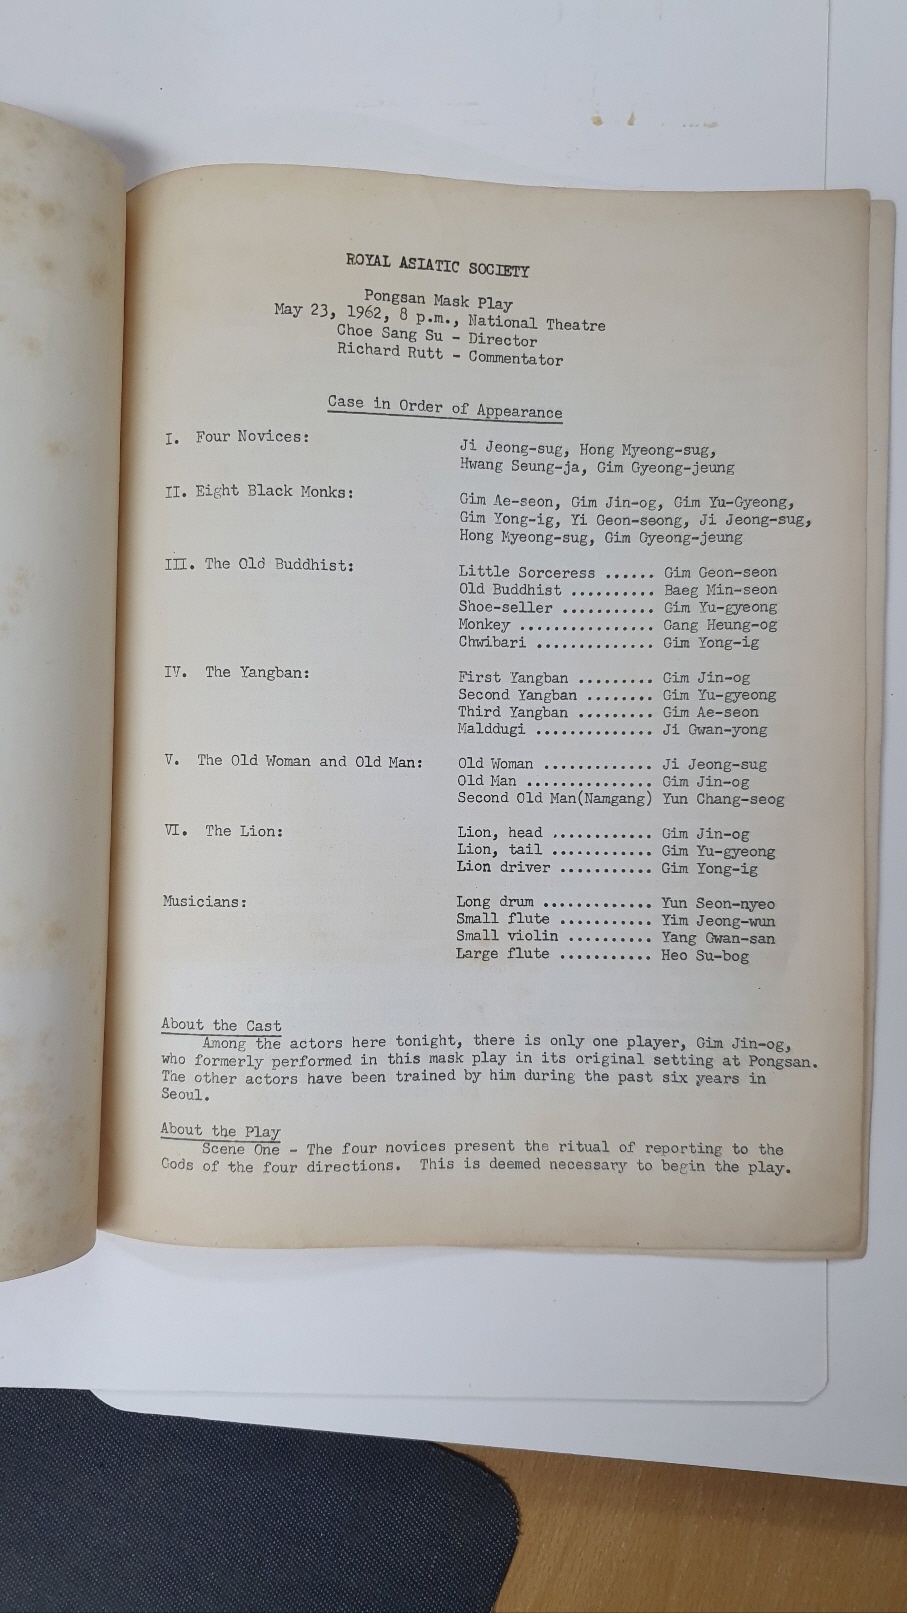 ROYAL ASIATIC SOCIETY
Pongsan Mask Play
May 23, 1962, 8 p.m., National Theatre
Choe Sang Su - Director
Richard Rutt - Commentator
Case in Order of Appearance
I. Four Novices: Ji Jeong-sug, Hong Myeong-sug,
Hwang Seung-ja, Gim Gyeong-jeung
II. Eight Black Monks: Gim Ae-seon, Gim Jin-og, Gim Yu-Gyeong,
Gim Yong-ig, Yi Geon-seong, Ji Jeong-sug,
Hong Myeong-sug, Gim Gyeong-jeung
III. The Old Buddhist: Little Sorceress ...... Gim Geon-seon
Old Buddhist .......... Baeg Min-seon
Shoe-seller ........... Gim Yu-gyeong
Monkey ................ Gang Heung-og
Chwibari .............. Gim Yong-ig
IV. The Yangban: First Yangban ......... Gim Jin-og
Second Yangban ........ Gim Yu-gyeong
Third Yangban ......... Gim Ae-seon
Malddugi .............. Ji Gwan-yong
V. The Old Woman and Old Man: Old Woman ............. Ji Jeong-sug
Old Man ............... Gim Jin-og
Second Old Man(Namgang) Yun Chang-seog
VI. The Lion: Lion, head ............ Gim Jin-og
Lion, tail ............ Gim Yu-gyeong
Lion driver ........... Gim Yong-ig
Musicians: Long drum ............. Yun Seon-nyeo
Small flute ........... Yim Jeong-wun
Small violin .......... Yang Gwan-san
Large flute ........... Heo Su-bog
About the Cast
Among the actors here tonight, there is only one player, Gim Jin-og,
who formerly performed in this mask play in its original setting at Pongsan.
The other actors have been trained by him during the past six years in
Seoul.
About the Play
Scene One - The four novices present the ritual of reporting to the
Gods of the four directions. This is deemed necessary to begin the play.